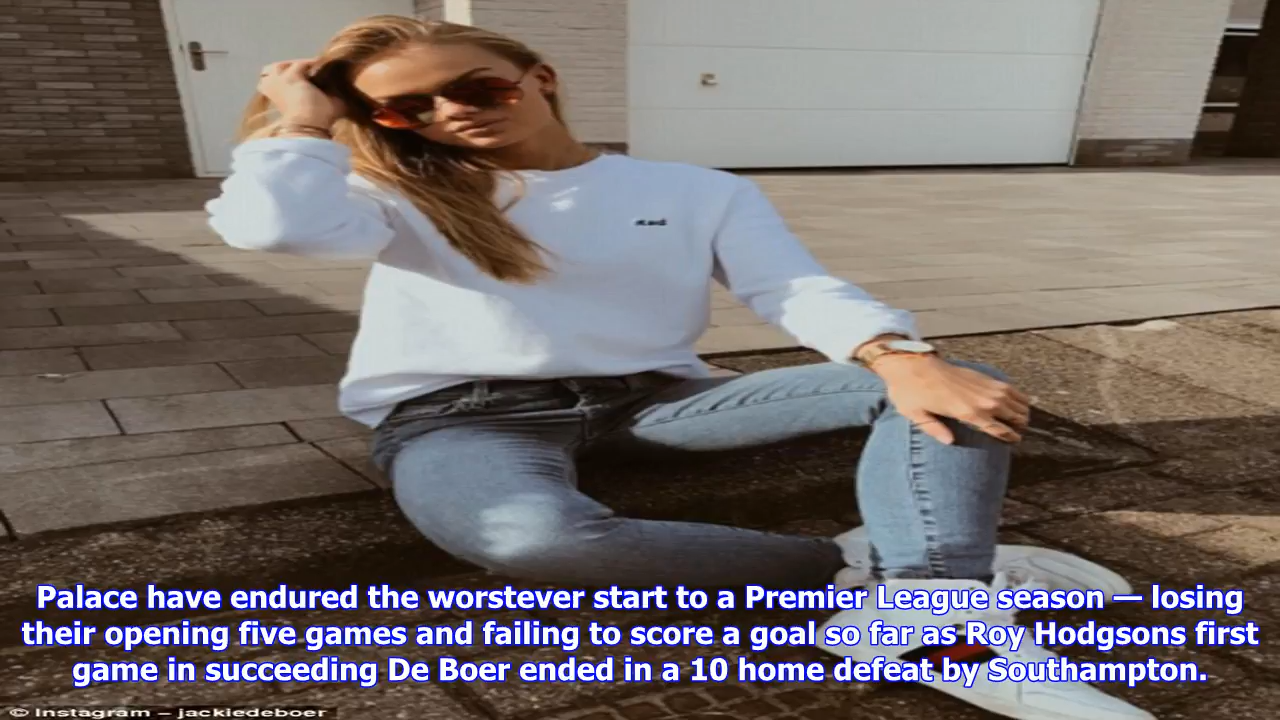 Palace have endured the worstever start to a Premier League season — losing
their opening five games and failing to score a goal so far as Roy Hodgsons first
game in succeeding De Boer ended in a 10 home defeat by Southampton.
© Instagram – jackiedeboer